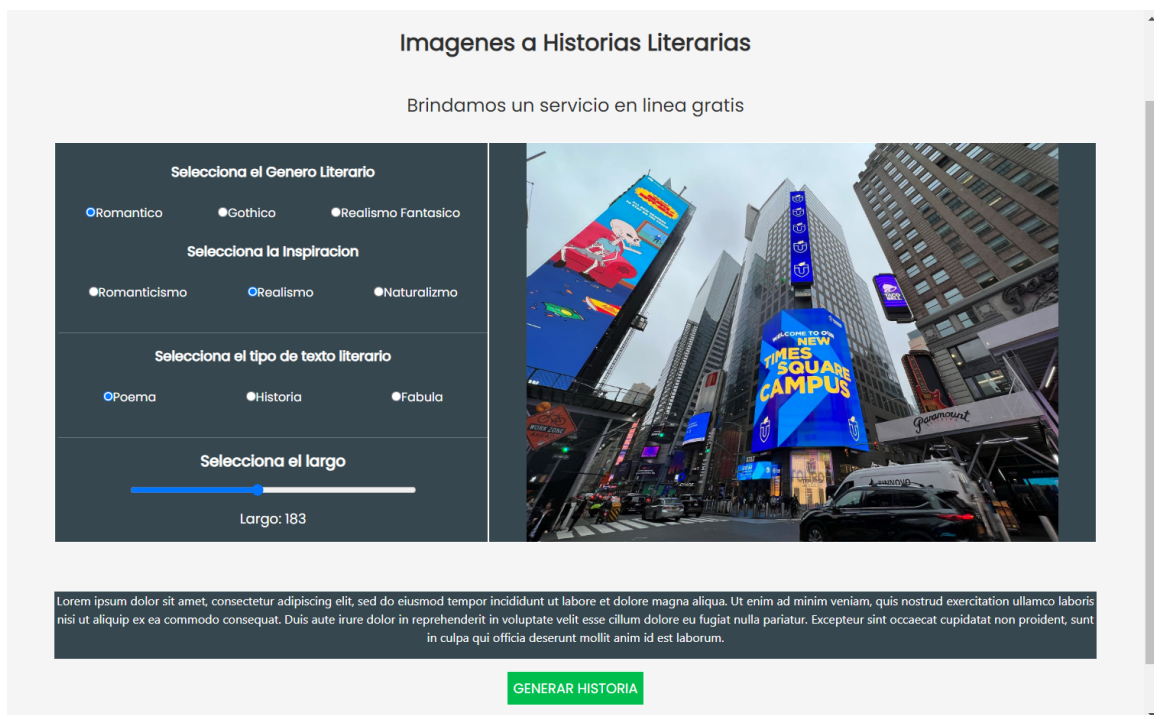 Imagenes a Historias Literarias
Brindamos un servicio en linea gratis
Selecciona el Genero Literario
Romantico Gothico Realismo Fantasico
Selecciona la Inspiracion
Romanticismo Realismo Naturalizmo
Selecciona el tipo de texto literario
Poema Historia Fabula
Selecciona el largo
Largo: 183
WELCOME TO OUR
NEW
TIMES
SQUARE
CAMPUS
TACO
BELL
Paramount
WORK ZONE
Lorem ipsum dolor sit amet, consectetur adipiscing elit, sed do eiusmod tempor incididunt ut labore et dolore magna aliqua. Ut enim ad minim veniam, quis nostrud exercitation ullamco laboris
nisi ut aliquip ex ea commodo consequat. Duis aute irure dolor in reprehenderit in voluptate velit esse cillum dolore eu fugiat nulla pariatur. Excepteur sint occaecat cupidatat non proident, sunt
in culpa qui officia deserunt mollit anim id est laborum.
GENERAR HISTORIA